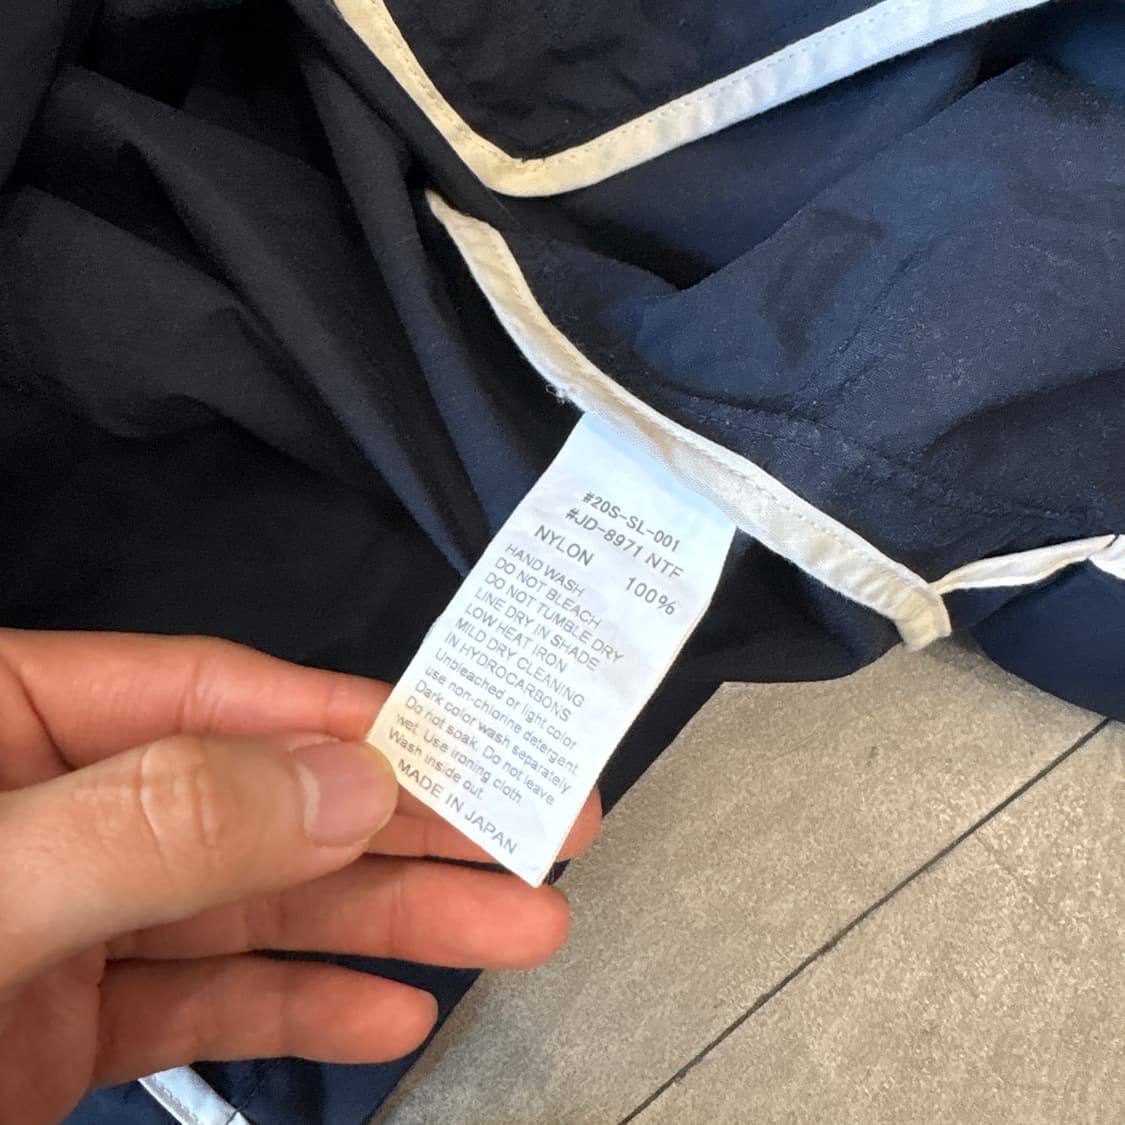 #20S-SL-001
#JD-8971 NTF
NYLON 100%
HAND WASH
DO NOT BLEACH
DO NOT TUMBLE DRY
LINE DRY IN SHADE
LOW HEAT IRON
MILD DRY CLEANING
IN HYDROCARBONS
Unbleached or light color
use non-chlorine detergent.
Dark color wash separately
Do not soak. Do not leave
wet. Use ironing cloth.
Wash inside out.
MADE IN JAPAN